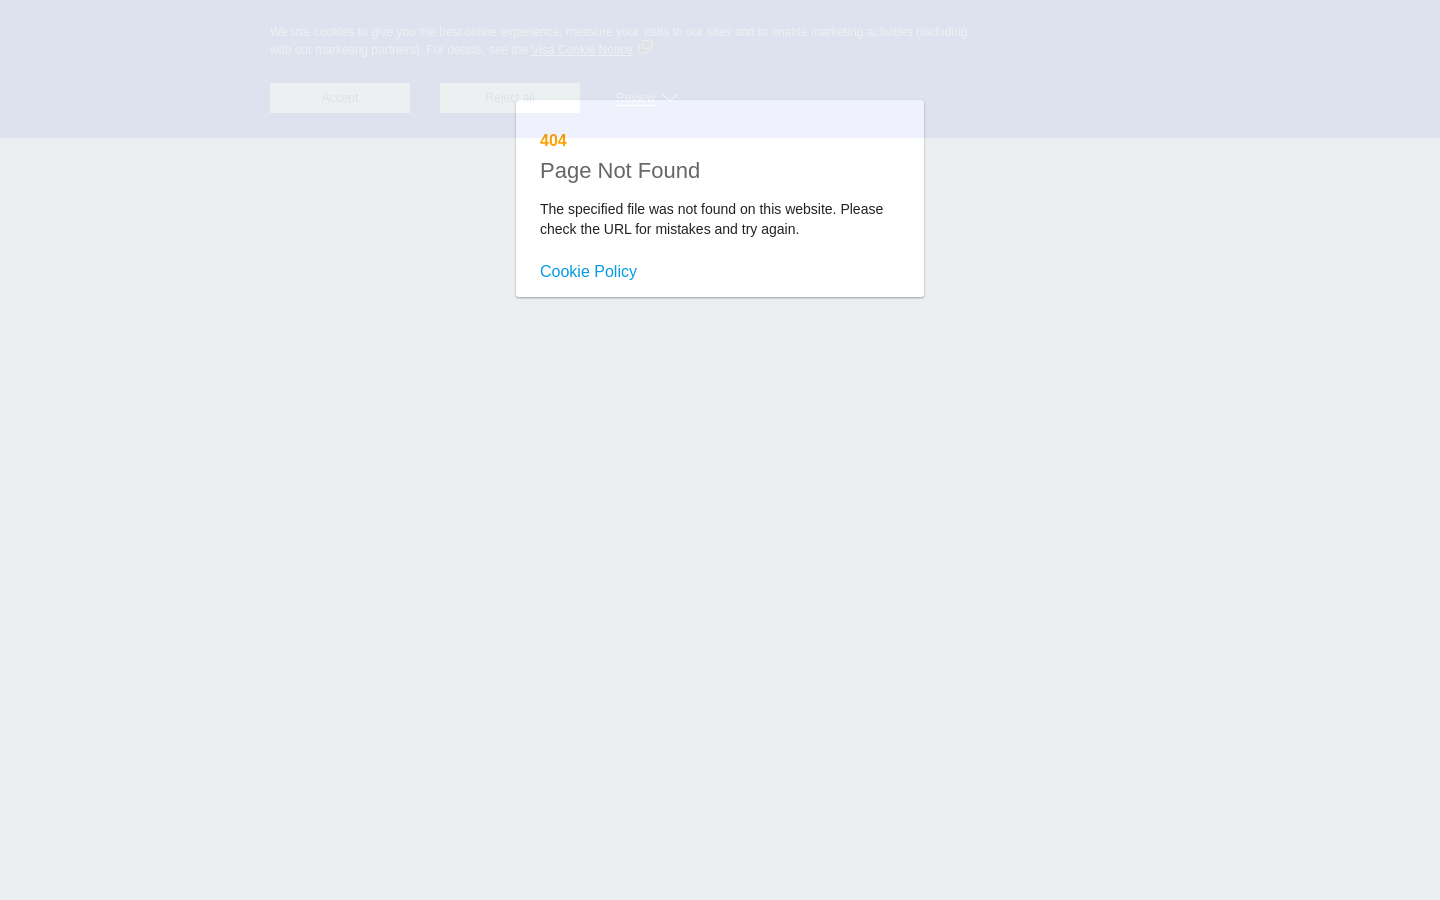 We use cookies to give you the best online experience, measure your visits to our sites and to enable marketing activities (including
with our marketing partners). For details, see the Visa Cookie Notice
Accept
Reject all
Review
404
Page Not Found
The specified file was not found on this website. Please
check the URL for mistakes and try again.
Cookie Policy